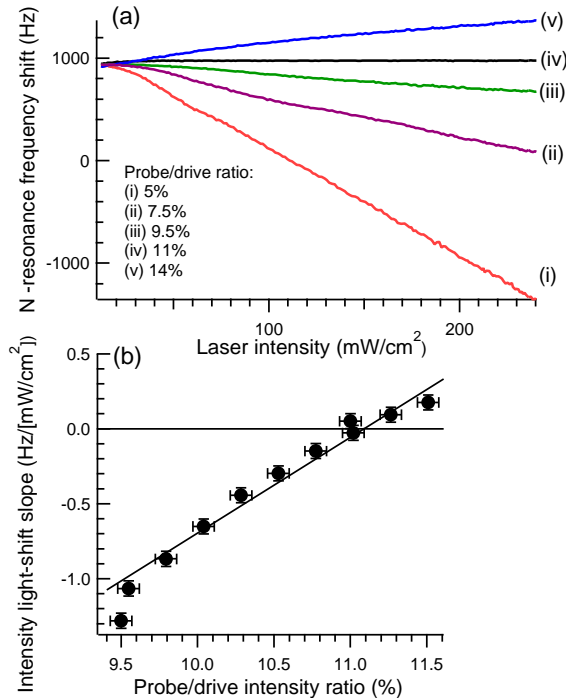 (a)
N -resonance frequency shift (Hz)
1000
0
-1000
(v)
(iv)
(iii)
(ii)
(i)
Probe/drive ratio:
(i) 5%
(ii) 7.5%
(iii) 9.5%
(iv) 11%
(v) 14%
100
200
Laser intensity (mW/cm²)
(b)
Intensity light-shift slope (Hz/[mW/cm²])
0.5
0.0
-0.5
-1.0
9.5
10.0
10.5
11.0
11.5
Probe/drive intensity ratio (%)